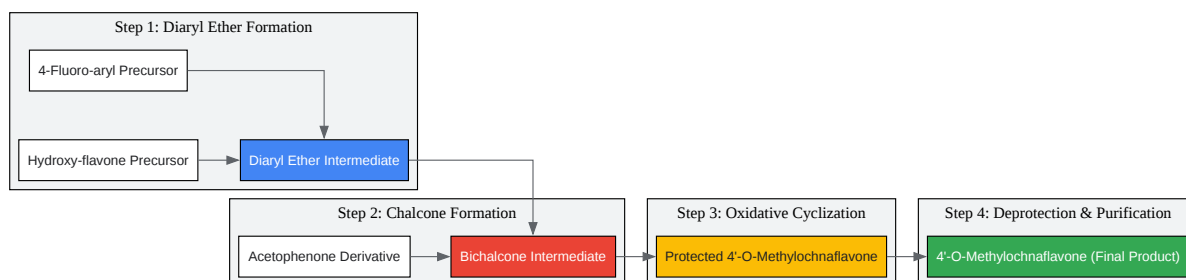 Step 1: Diaryl Ether Formation
4-Fluoro-aryl Precursor
Hydroxy-flavone Precursor
Diaryl Ether Intermediate
Step 2: Chalcone Formation
Acetophenone Derivative
Bichalcone Intermediate
Step 3: Oxidative Cyclization
Protected 4'-O-Methylochnaflavone
Step 4: Deprotection & Purification
4'-O-Methylochnaflavone (Final Product)